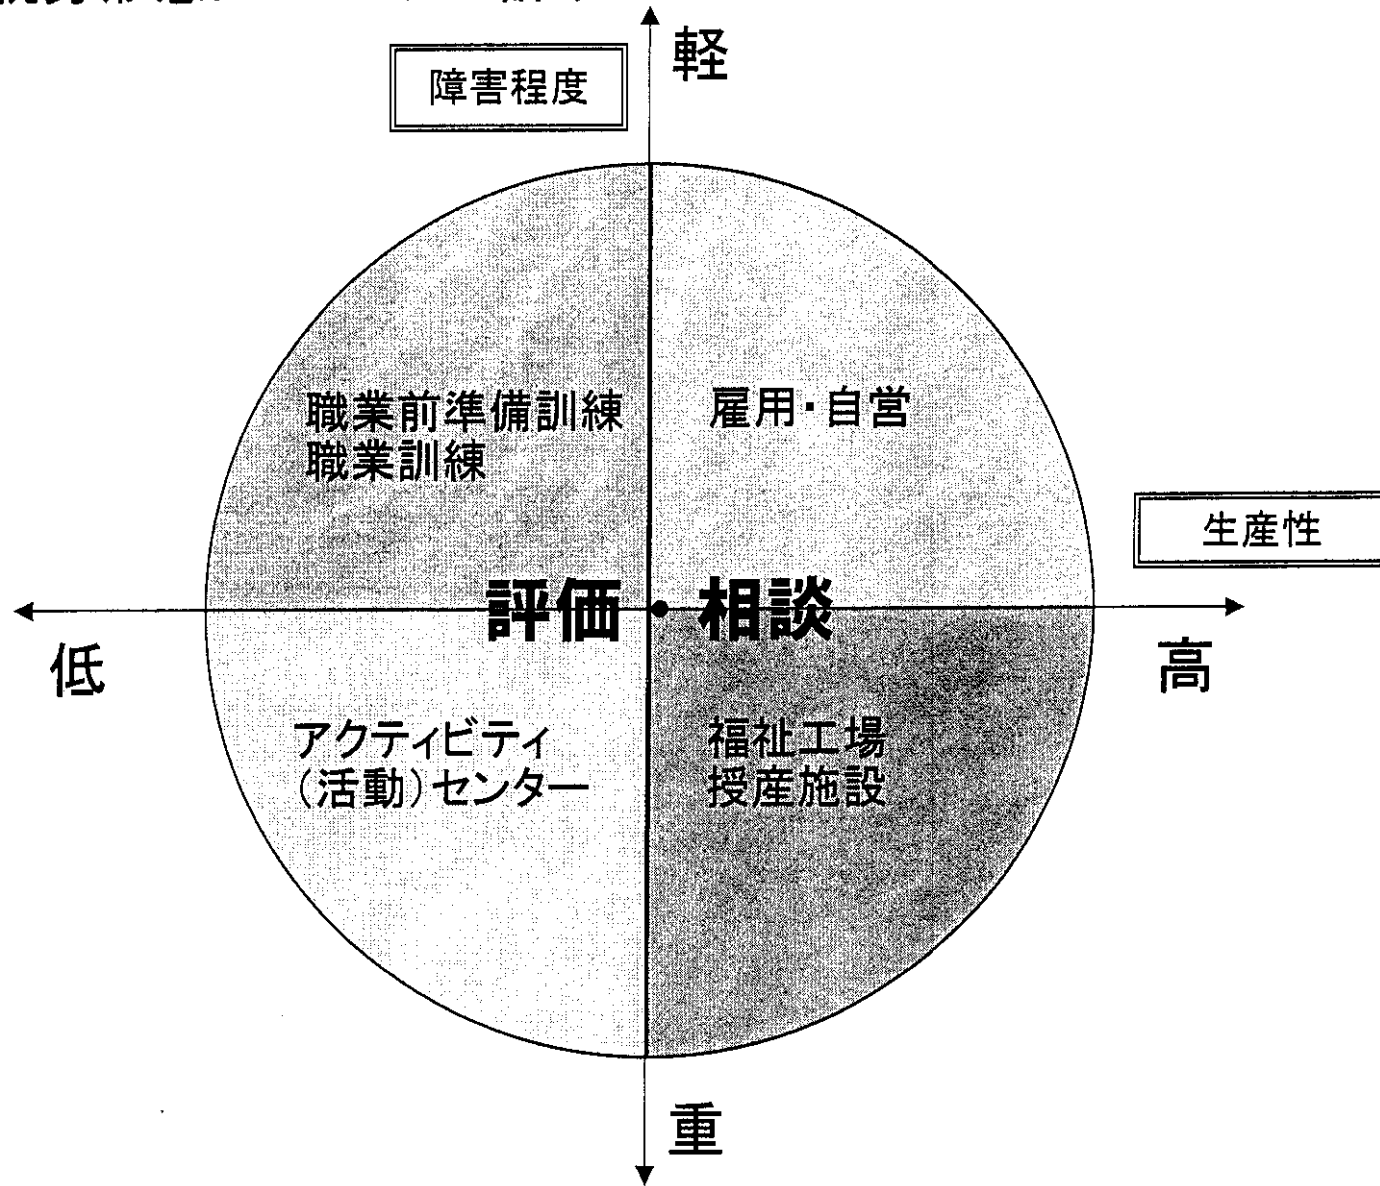 軽
障害程度
職業前準備訓練
職業訓練
雇用・自営
生産性
評価・相談
低
高
アクティビティ
(活動)センター
福祉工場
授産施設
重